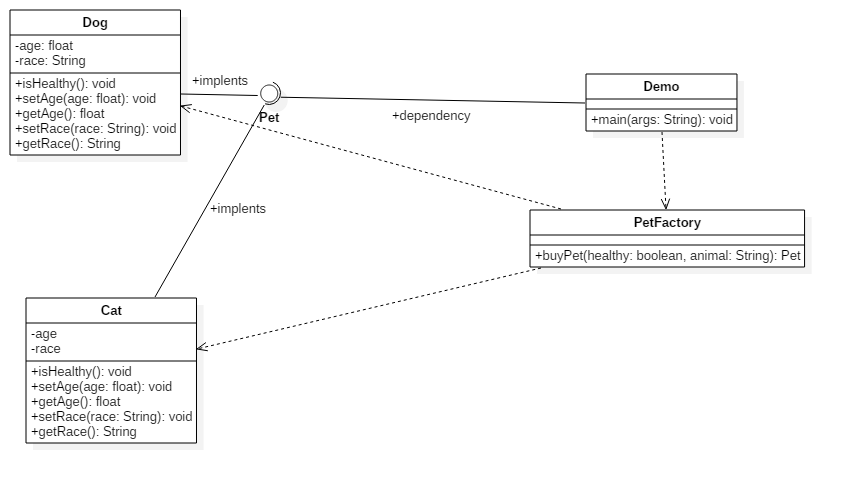 Dog
-age: float
-race: String
+isHealthy(): void
+setAge(age: float): void
+getAge(): float
+setRace(race: String): void
+getRace(): String
+implents
Pet
+dependency
Demo
+main(args: String): void
+implents
PetFactory
+buyPet(healthy: boolean, animal: String): Pet
Cat
-age
-race
+isHealthy(): void
+setAge(age: float): void
+getAge(): float
+setRace(race: String): void
+getRace(): String